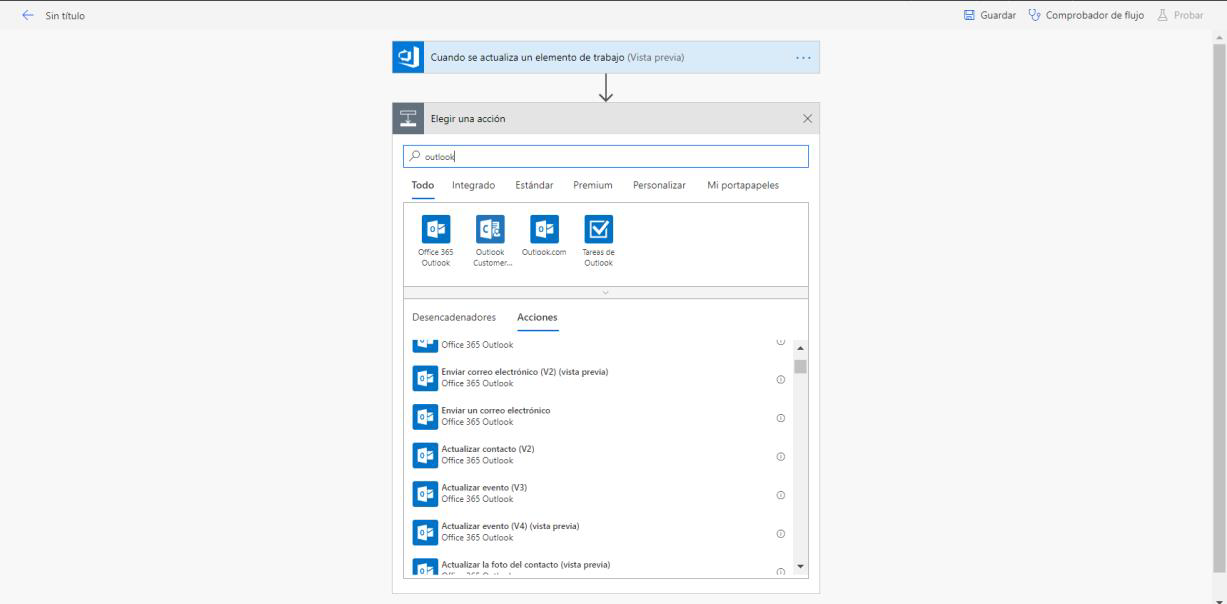 Sin título
Guardar
Comprobador de flujo
Probar
Cuando se actualiza un elemento de trabajo (Vista previa)
Elegir una acción
outlook
Todo
Integrado
Estándar
Premium
Personalizar
Mi portapapeles
Office 365
Outlook
Outlook
Customer...
Outlook.com
Tareas de
Outlook
Desencadenadores
Acciones
Office 365 Outlook
Enviar correo electrónico (V2) (vista previa)
Office 365 Outlook
Enviar un correo electrónico
Office 365 Outlook
Actualizar contacto (V2)
Office 365 Outlook
Actualizar evento (V3)
Office 365 Outlook
Actualizar evento (V4) (vista previa)
Office 365 Outlook
Actualizar la foto del contacto (vista previa)